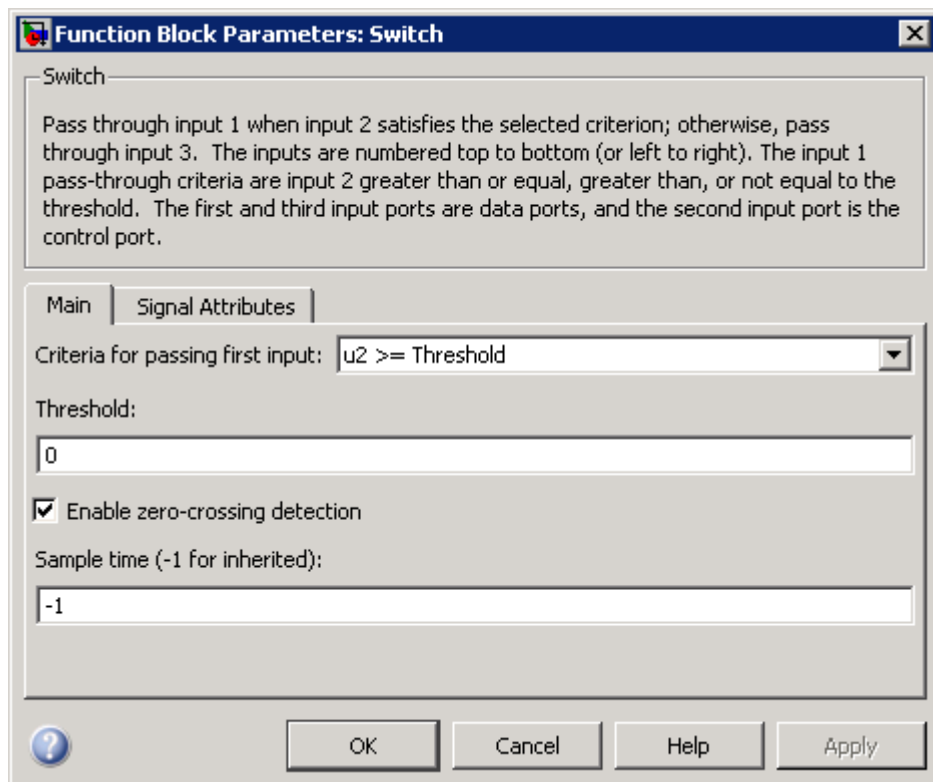 Function Block Parameters: Switch
Switch
Pass through input 1 when input 2 satisfies the selected criterion; otherwise, pass
through input 3.  The inputs are numbered top to bottom (or left to right). The input 1
pass-through criteria are input 2 greater than or equal, greater than, or not equal to the
threshold.  The first and third input ports are data ports, and the second input port is the
control port.
Main Signal Attributes
Criteria for passing first input: u2 >= Threshold
Threshold:
0
Enable zero-crossing detection
Sample time (-1 for inherited):
-1
? OK Cancel Help Apply